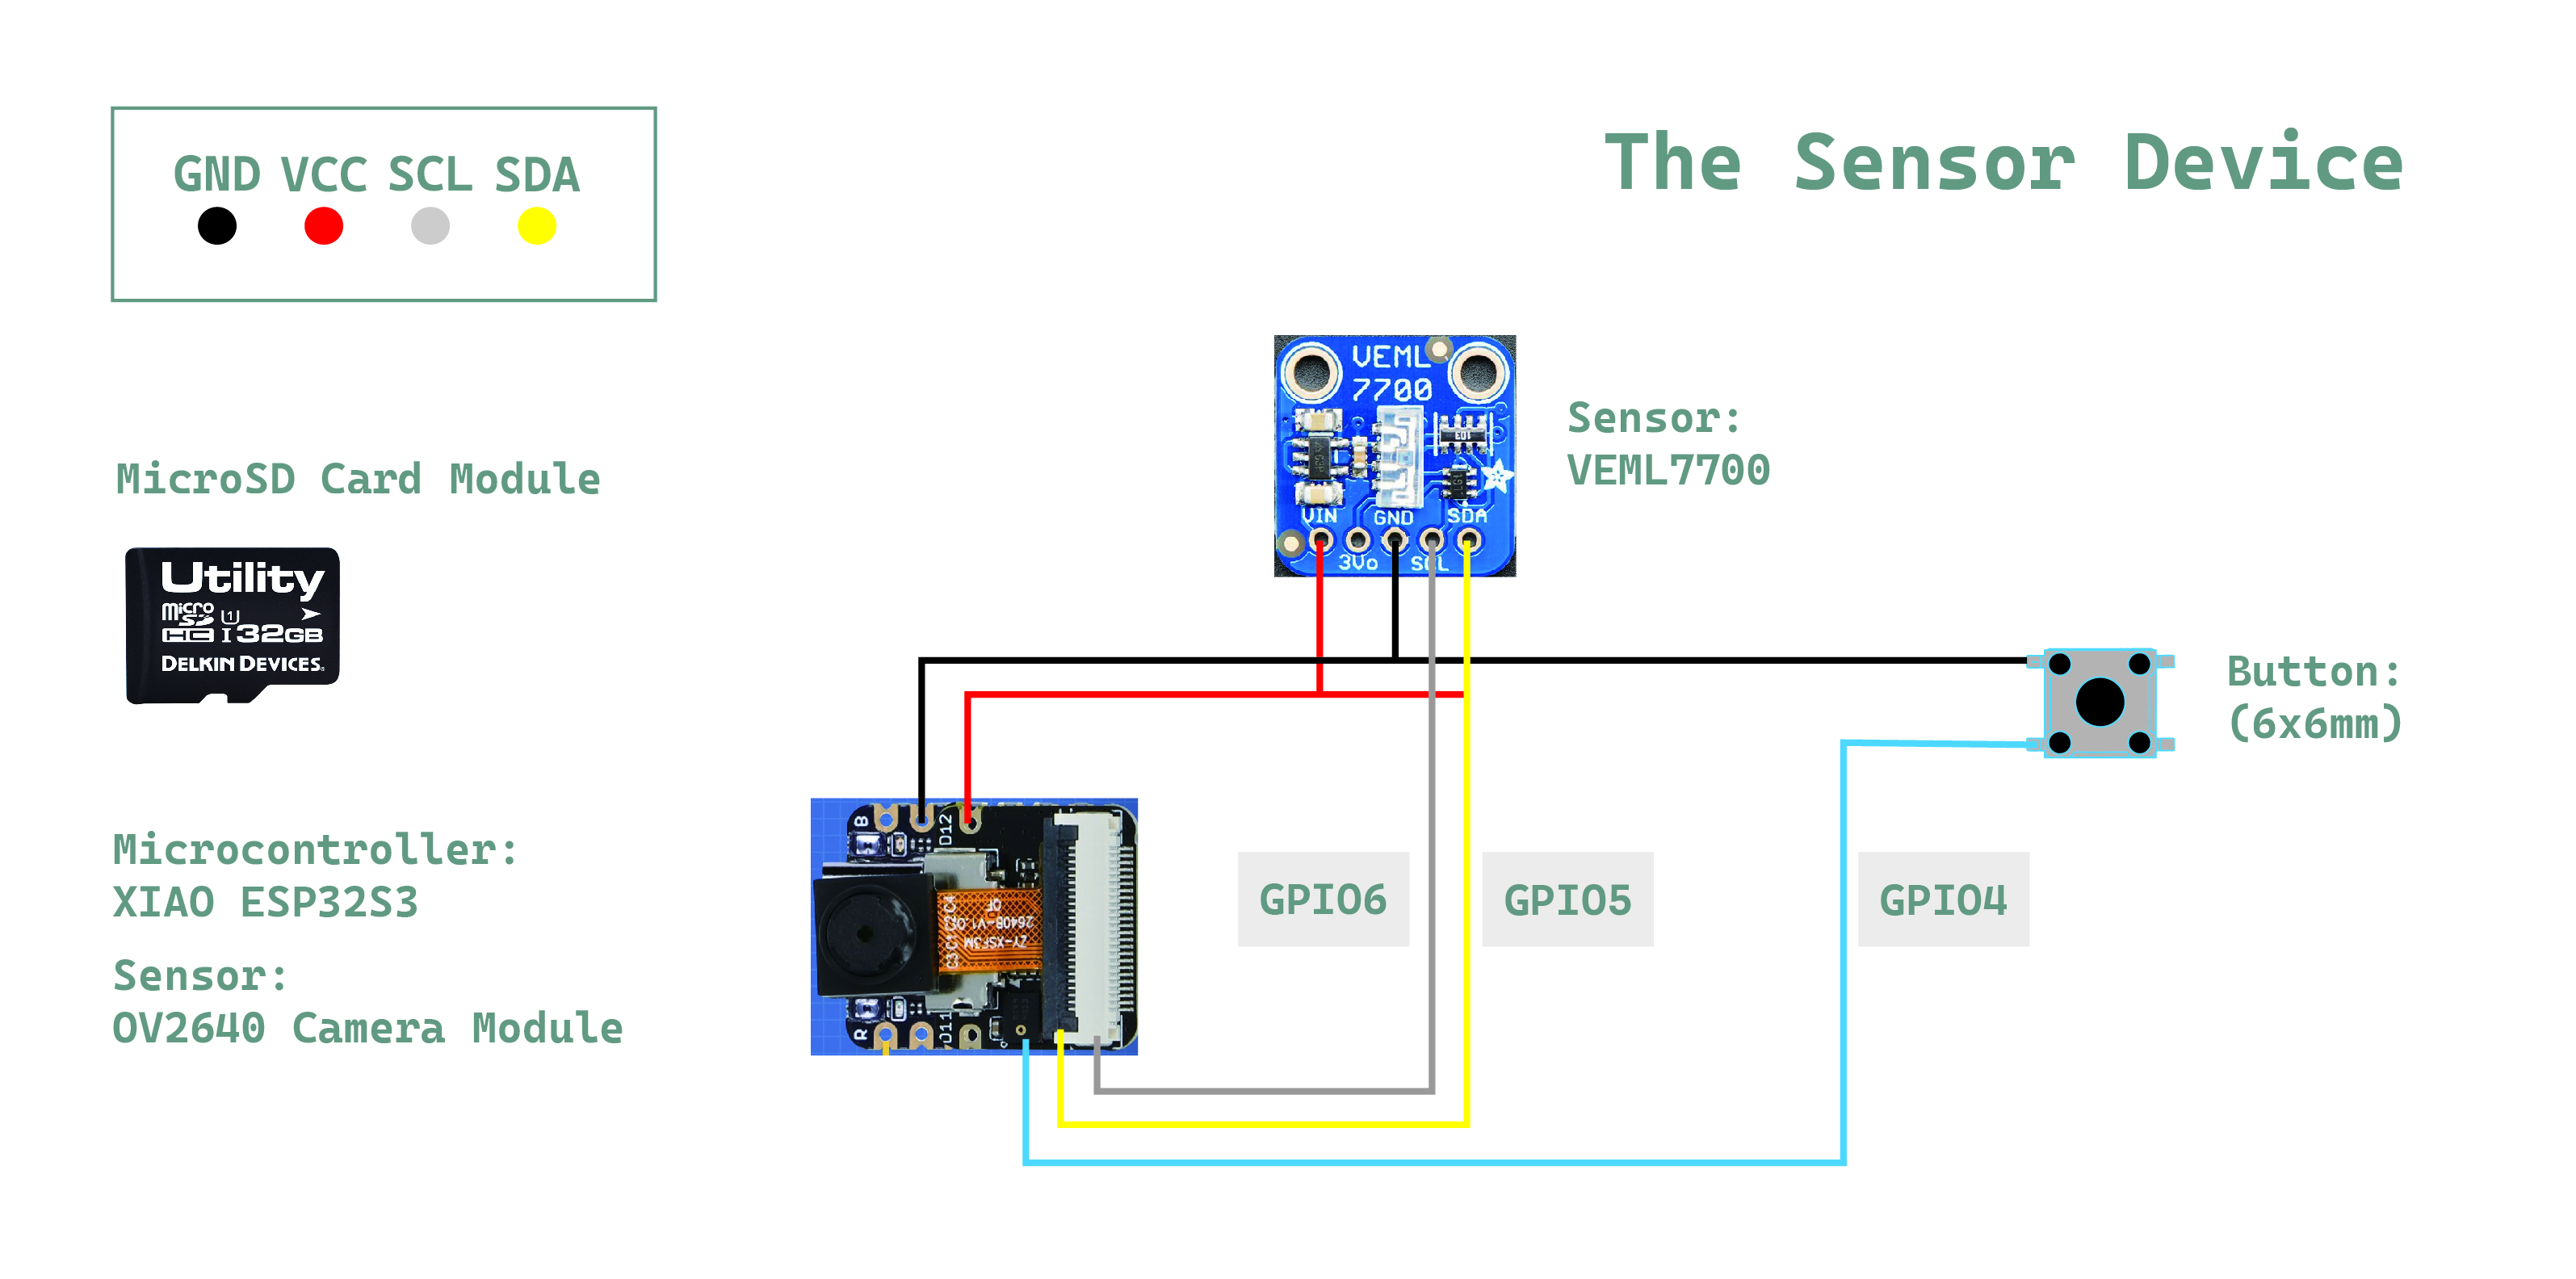 The Sensor Device
GND VCC SCL SDA
VEML
7700
VIN GND SDA
3Vo SCL
Sensor:
VEML7700
MicroSD Card Module
Utility
micro
SD
HC I 32GB
DELKIN DEVICES
Button:
(6x6mm)
Microcontroller:
XIAO ESP32S3
Sensor:
OV2640 Camera Module
B
D12
R
D11
ZY-XSF3M
GPIO6
GPIO5
GPIO4